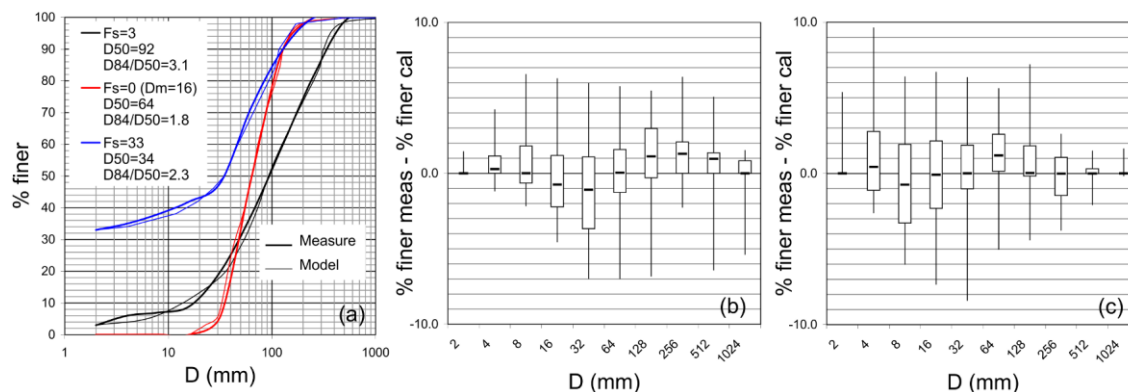 100
90
80
70
60
50
40
30
20
10
0
% finer
Fs=3
D50=92
D84/D50=3.1
Fs=0 (Dm=16)
D50=64
D84/D50=1.8
Fs=33
D50=34
D84/D50=2.3
Measure
Model
(a)
1 10 100 1000
D (mm)
10.0
0.0
-10.0
% finer meas - % finer cal
(b)
2 4 8 16 32 64 128 256 512 1024
D (mm)
10.0
0.0
-10.0
% finer meas - % finer cal
(c)
2 4 8 16 32 64 128 256 512 1024
D (mm)